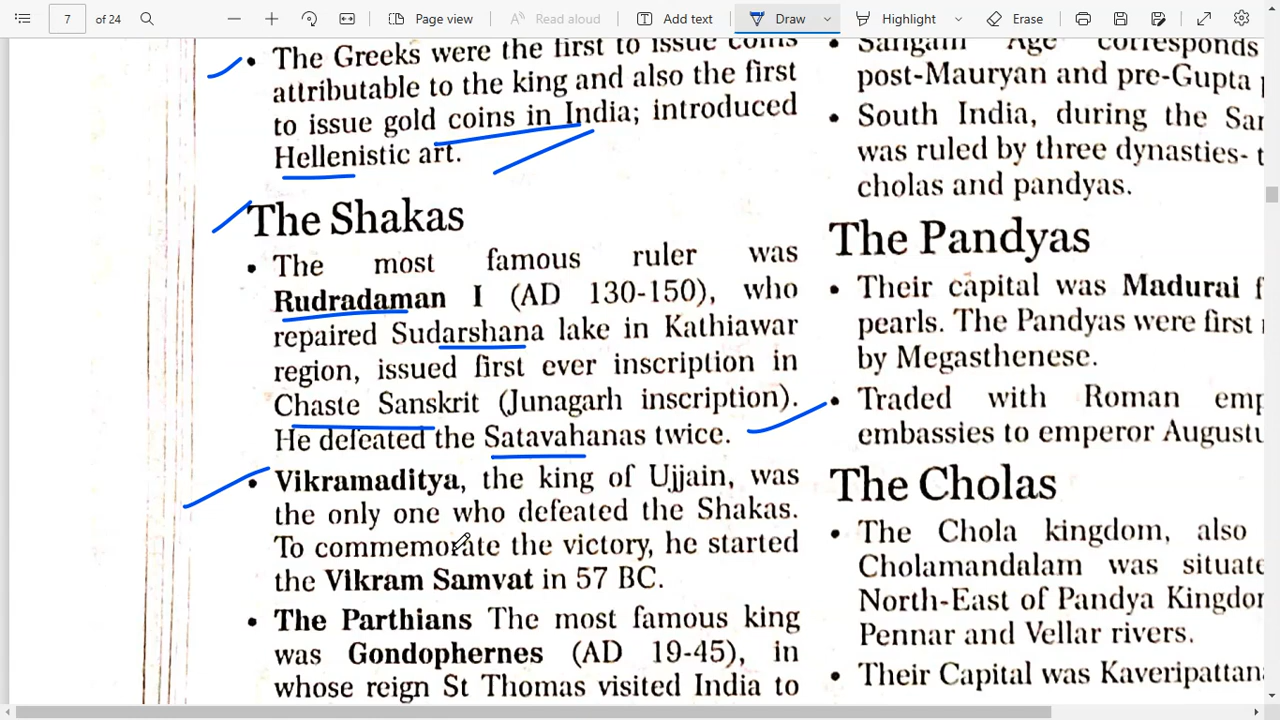 7
of 24
Page view
Read aloud
Add text
Draw
Highlight
Erase
The Greeks were the first to issue coins
attributable to the king and also the first
to issue gold coins in India; introduced
Hellenistic art.
The Shakas
• The most famous ruler was
Rudradaman I (AD 130-150), who
repaired Sudarshana lake in Kathiawar
region, issued first ever inscription in
Chaste Sanskrit (Junagarh inscription).
He defeated the Satavahanas twice.
• Vikramaditya, the king of Ujjain, was
the only one who defeated the Shakas.
To commemorate the victory, he started
the Vikram Samvat in 57 BC.
• The Parthians The most famous king
was Gondophernes (AD 19-45), in
whose reign St Thomas visited India to
• Sangam Age corresponds
post-Mauryan and pre-Gupta
• South India, during the
was ruled by three dynasties-
cholas and pandyas.
The Pandyas
• Their capital was Madurai
pearls. The Pandyas were first
by Megasthenese.
• Traded with Roman
embassies to emperor
The Cholas
• The Chola kingdom, also
Cholamandalam was
North-East of Pandya
Pennar and Vellar rivers.
• Their Capital was